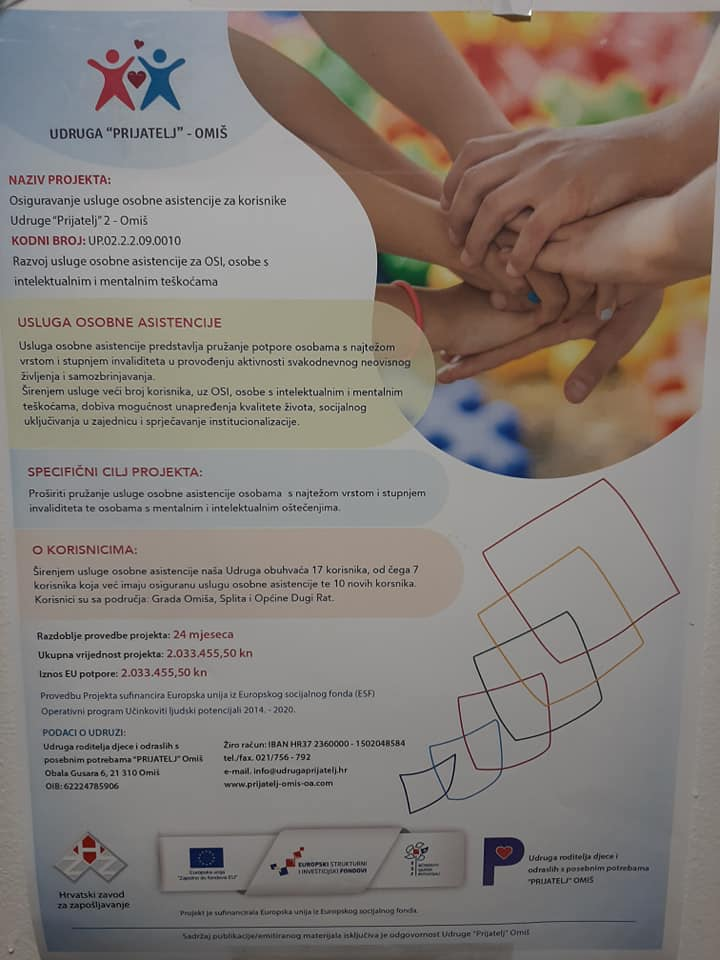 UDRUGA "PRIJATELJ" - OMIŠ
NAZIV PROJEKTA:
Osiguravanje usluge osobne asistencije za korisnike
Udruge "Prijatelj" 2 - Omiš
KODNI BROJ: UP.02.2.2.09.0010
Razvoj usluge osobne asistencije za OSI, osobe s
intelektualnim i mentalnim teškoćama
USLUGA OSOBNE ASISTENCIJE
Usluga osobne asistencije predstavlja pružanje potpore osobama s najtežom
vrstom i stupnjem invaliditeta u provođenju aktivnosti svakodnevnog neovisnog
življenja i samozbrinjavanja.
Širenjem usluge veći broj korisnika, uz OSI, osobe s intelektualnim i mentalnim
teškoćama, dobiva mogućnost unapređenja kvalitete života, socijalnog
uključivanja u zajednicu i sprječavanje institucionalizacije.
SPECIFIČNI CILJ PROJEKTA:
Proširiti pružanje usluge osobne asistencije osobama s najtežom vrstom i stupnjem
invaliditeta te osobama s mentalnim i intelektualnim oštećenjima.
O KORISNICIMA:
Širenjem usluge osobne asistencije naša Udruga obuhvaća 17 korisnika, od čega 7
korisnika koja već imaju osiguranu uslugu osobne asistencije te 10 novih korsnika.
Korisnici su sa područja: Grada Omiša, Splita i Općine Dugi Rat.
Razdoblje provedbe projekta: 24 mjeseca
Ukupna vrijednost projekta: 2.033.455,50 kn
Iznos EU potpore: 2.033.455,50 kn
Provedbu Projekta sufinancira Europska unija iz Europskog socijalnog fonda (ESF)
Operativni program Učinkoviti ljudski potencijali 2014. - 2020.
PODACI O UDRUZI:
Udruga roditelja djece i odraslih s
posebnim potrebama "PRIJATELJ" Omiš
Obala Gusara 6, 21 310 Omiš
OIB: 62224785906
Žiro račun: IBAN HR37 2360000 - 1502048584
tel./fax. 021/756 - 792
e-mail. info@udrugaprijatelj.hr
www.prijatelj-omis-oa.com
Hrvatski zavod
za zapošljavanje
Europska unija
"Zajedno do fondova EU"
EUROPSKI STRUKTURNI
I INVESTICIJSKI FONDOVI
UČINKOVITI
LJUDSKI
POTENCIJALI
Udruga roditelja djece i
odraslih s posebnim potrebama
"PRIJATELJ" OMIŠ
Projekt je sufinancirala Europska unija iz Europskog socijalnog fonda.
Sadržaj publikacije/emitiranog materijala isključiva je odgovornost Udruge "Prijatelj" Omiš